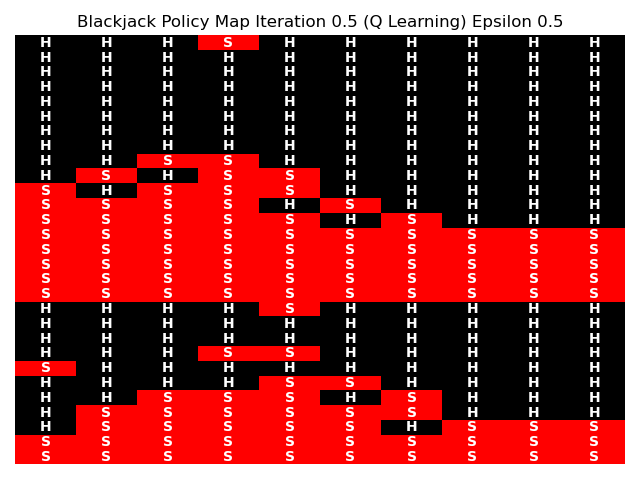 Blackjack Policy Map Iteration 0.5 (Q Learning) Epsilon 0.5
H H H S H H H H H H
H H H H H H H H H H
H H H H H H H H H H
H H H H H H H H H H
H H H H H H H H H H
H H H H H H H H H H
H H H H H H H H H H
H H H H H H H H H H
H H S S H H H H H H
H S H S S H H H H H
S H S S S H H H H H
S S S S H S H H H H
S S S S S H S H H H
S S S S S S S S S S
S S S S S S S S S S
S S S S S S S S S S
S S S S S S S S S S
S S S S S S S S S S
H H H H S H H H H H
H H H H H H H H H H
H H H H H H H H H H
H H H S S H H H H H
S H H H H H H H H H
H H H H S S H H H H
H H S S S H S H H H
H S S S S S S H H H
H S S S S S H S S S
S S S S S S S S S S
S S S S S S S S S S